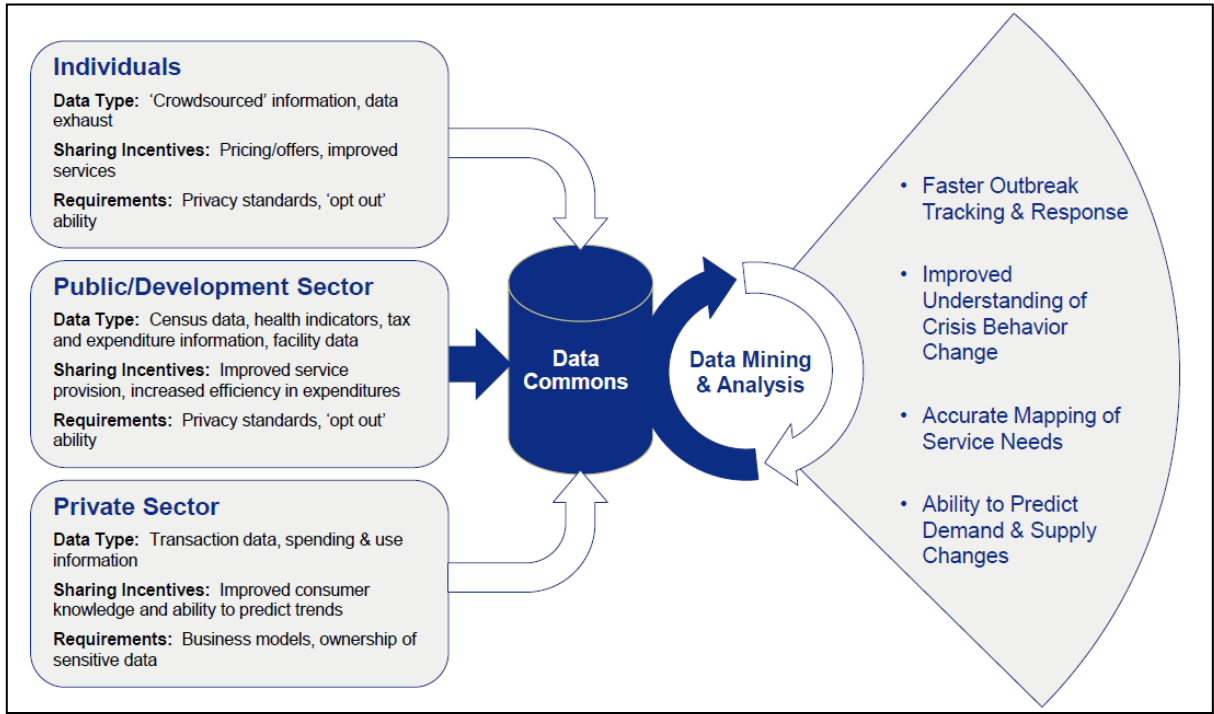 Individuals
Data Type: ‘Crowdsourced’ information, data
exhaust
Sharing Incentives: Pricing/offers, improved
services
Requirements: Privacy standards, ‘opt out’
ability
Public/Development Sector
Data Type: Census data, health indicators, tax
and expenditure information, facility data
Sharing Incentives: Improved service
provision, increased efficiency in expenditures
Requirements: Privacy standards, ‘opt out’
ability
Private Sector
Data Type: Transaction data, spending & use
information
Sharing Incentives: Improved consumer
knowledge and ability to predict trends
Requirements: Business models, ownership of
sensitive data
Data
Commons
Data Mining
& Analysis
• Faster Outbreak
Tracking & Response
• Improved
Understanding of
Crisis Behavior
Change
• Accurate Mapping of
Service Needs
• Ability to Predict
Demand & Supply
Changes